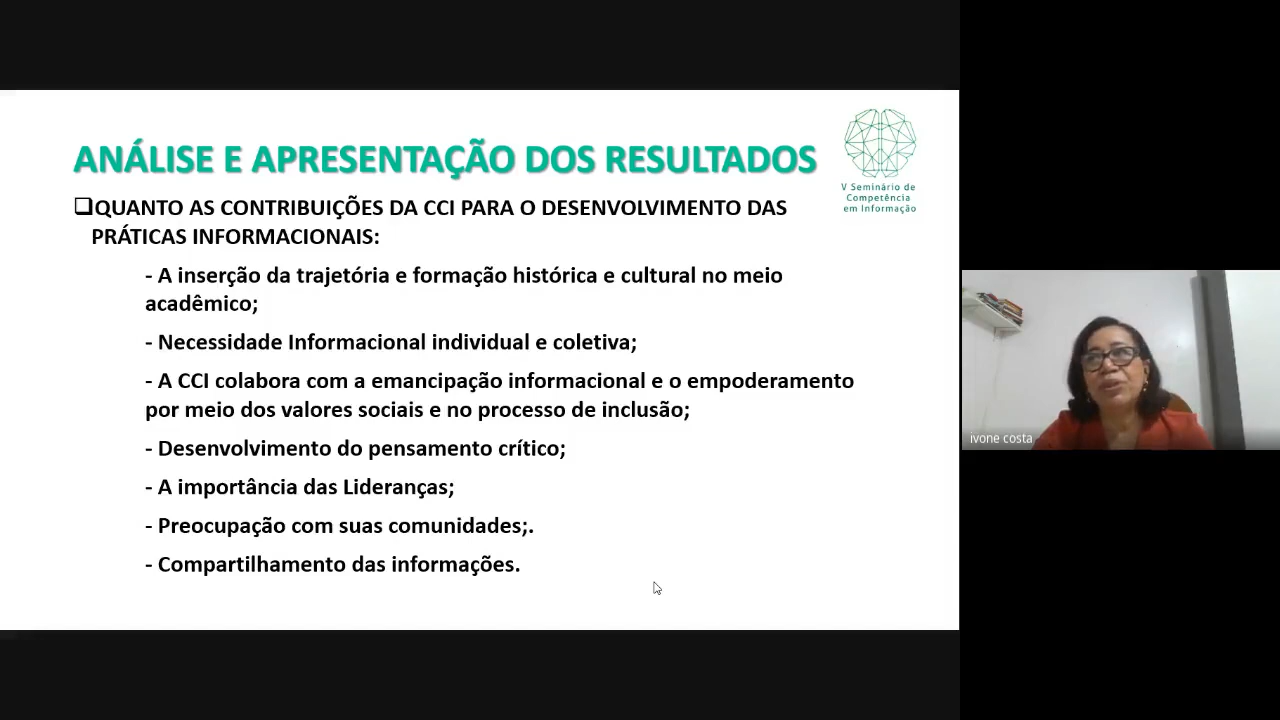 ANÁLISE E APRESENTAÇÃO DOS RESULTADOS
V Seminário de
Competência
em Informação
❑QUANTO AS CONTRIBUIÇÕES DA CCI PARA O DESENVOLVIMENTO DAS
PRÁTICAS INFORMACIONAIS:
- A inserção da trajetória e formação histórica e cultural no meio
acadêmico;
- Necessidade Informacional individual e coletiva;
- A CCI colabora com a emancipação informacional e o empoderamento
por meio dos valores sociais e no processo de inclusão;
- Desenvolvimento do pensamento crítico;
- A importância das Lideranças;
- Preocupação com suas comunidades;.
- Compartilhamento das informações.
ivone costa